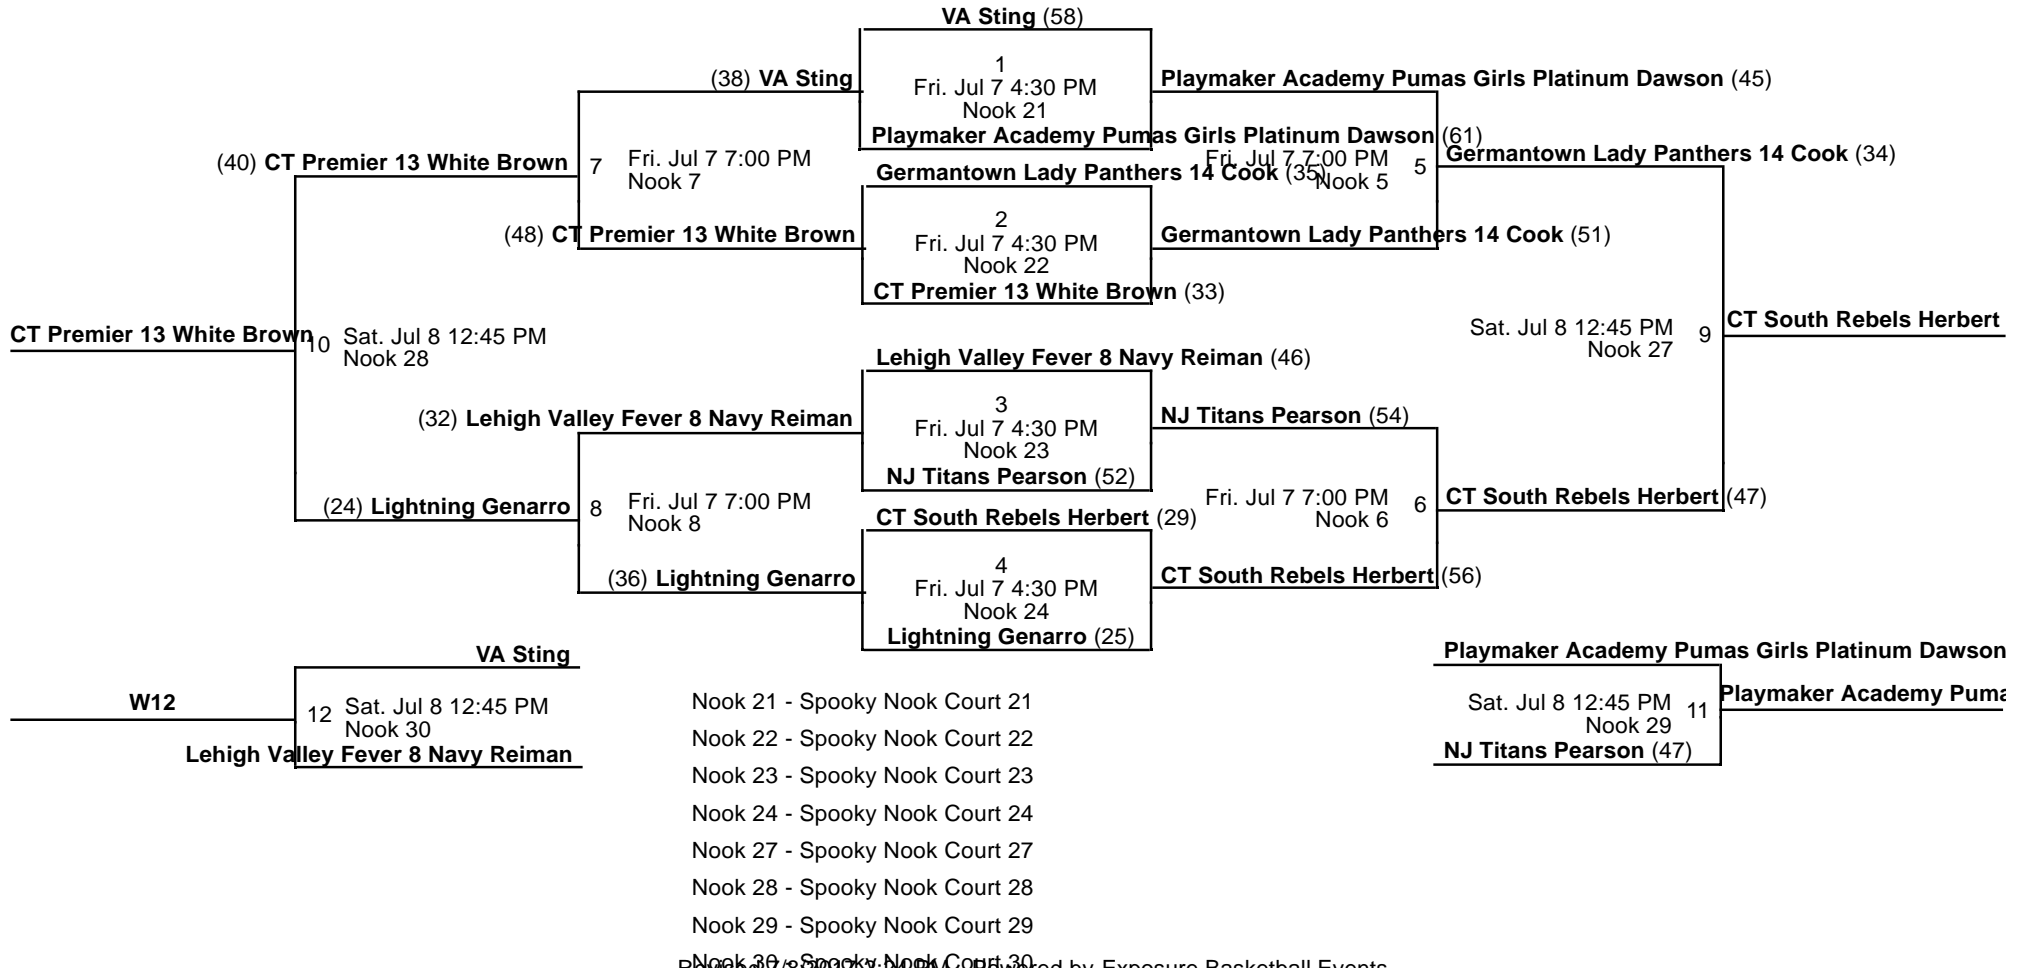 VA Sting (58)
1
Fri. Jul 7 4:30 PM
Nook 21
Playmaker Academy Pumas Girls Platinum Dawson (61)
(38) VA Sting
Playmaker Academy Pumas Girls Platinum Dawson (45)
(40) CT Premier 13 White Brown
7 Fri. Jul 7 7:00 PM
Nook 7
Fri. Jul 7 7:00 PM 5
Nook 5
Germantown Lady Panthers 14 Cook (34)
Germantown Lady Panthers 14 Cook (35)
2
Fri. Jul 7 4:30 PM
Nook 22
CT Premier 13 White Brown (33)
(48) CT Premier 13 White Brown
Germantown Lady Panthers 14 Cook (51)
CT Premier 13 White Brown
10 Sat. Jul 8 12:45 PM
Nook 28
Sat. Jul 8 12:45 PM 9
Nook 27
CT South Rebels Herbert
Lehigh Valley Fever 8 Navy Reiman (46)
3
Fri. Jul 7 4:30 PM
Nook 23
NJ Titans Pearson (52)
(32) Lehigh Valley Fever 8 Navy Reiman
NJ Titans Pearson (54)
(24) Lightning Genarro
8 Fri. Jul 7 7:00 PM
Nook 8
Fri. Jul 7 7:00 PM 6
Nook 6
CT South Rebels Herbert (47)
CT South Rebels Herbert (29)
4
Fri. Jul 7 4:30 PM
Nook 24
Lightning Genarro (25)
(36) Lightning Genarro
CT South Rebels Herbert (56)
VA Sting
W12
12 Sat. Jul 8 12:45 PM
Nook 30
Lehigh Valley Fever 8 Navy Reiman
Playmaker Academy Pumas Girls Platinum Dawson
Sat. Jul 8 12:45 PM 11
Nook 29
Playmaker Academy Puma
NJ Titans Pearson (47)
Nook 21 - Spooky Nook Court 21
Nook 22 - Spooky Nook Court 22
Nook 23 - Spooky Nook Court 23
Nook 24 - Spooky Nook Court 24
Nook 27 - Spooky Nook Court 27
Nook 28 - Spooky Nook Court 28
Nook 29 - Spooky Nook Court 29
Nook 30 - Spooky Nook Court 30
Powered by Exposure Basketball Events